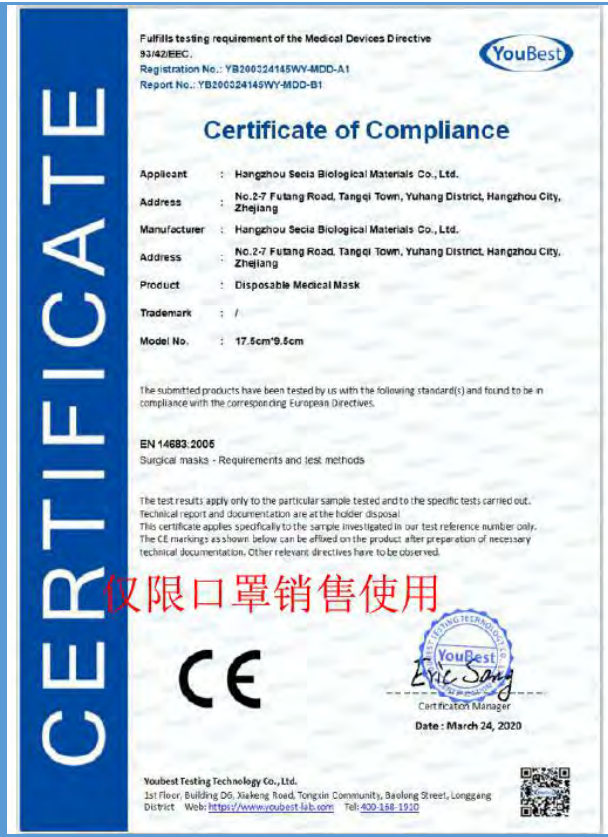 CERTIFICATE
Fulfills testing requirement of the Medical Devices Directive
93/42/EEC.
YouBest
Registration No.: YB200324145WY-MDD-A1
Report No.: YB200324145WY-MDD-B1
Certificate of Compliance
Applicant : Hangzhou Secia Biological Materials Co., Ltd.
Address : No.2-7 Futang Road, Tangqi Town, Yuhang District, Hangzhou City,
Zhejiang
Manufacturer : Hangzhou Secia Biological Materials Co., Ltd.
Address : No.2-7 Futang Road, Tangqi Town, Yuhang District, Hangzhou City,
Zhejiang
Product : Disposable Medical Mask
Trademark : /
Model No. : 17.5cm*9.5cm
The submitted products have been tested by us with the following standard(s) and found to be in
compliance with the corresponding European Directives.
EN 14683:2005
Surgical masks - Requirements and test methods
The test results apply only to the particular sample tested and to the specific tests carried out.
Technical report and documentation are at the holder disposal
This certificate applies specifically to the sample investigated in our test reference number only.
The CE markings as shown below can be affixed on the product after preparation of necessary
technical documentation. Other relevant directives have to be observed.
仅限口罩销售使用
CE
YouBest
Eric Sang
Certification Manager
Date : March 24, 2020
Youbest Testing Technology Co., Ltd.
1st Floor, Building D6, Xiakeng Road, Tongxin Community, Baolong Street, Longgang
District Web: https://www.youbest-lab.com Tel: 400-168-1910